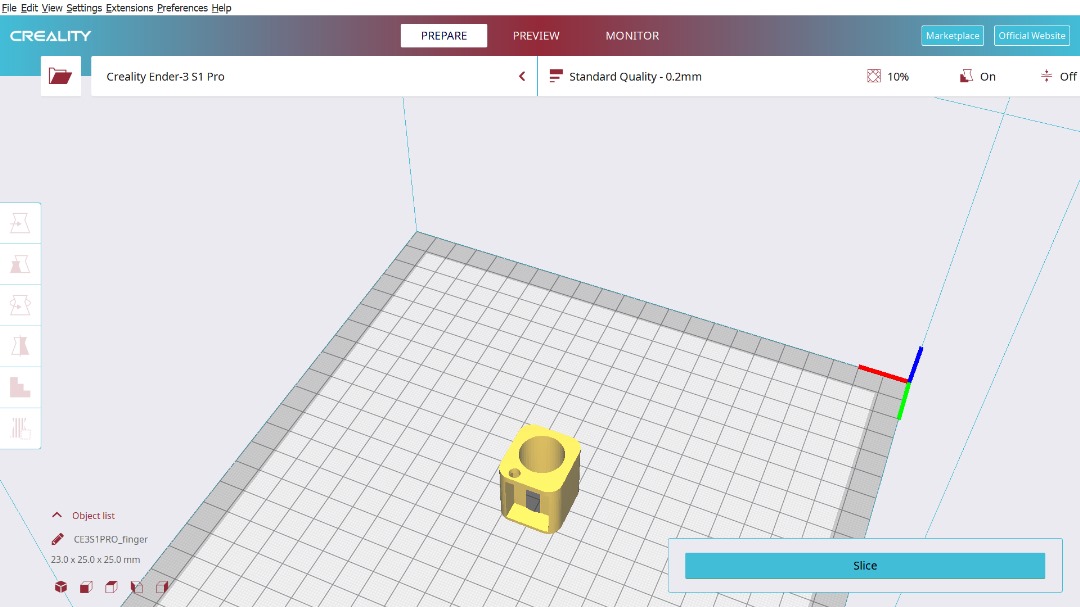 File Edit View Settings Extensions Preferences Help
CREALITY
PREPARE
PREVIEW
MONITOR
Marketplace
Official Website
Creality Ender-3 S1 Pro
Standard Quality - 0.2mm
10%
On
Off
Object list
CE3S1PRO_finger
23.0 x 25.0 x 25.0 mm
Slice